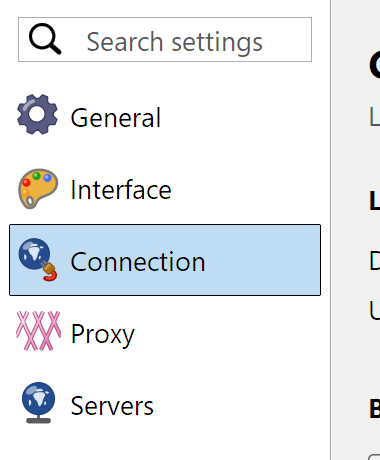 Search settings
General
Interface
Connection
Proxy
Servers